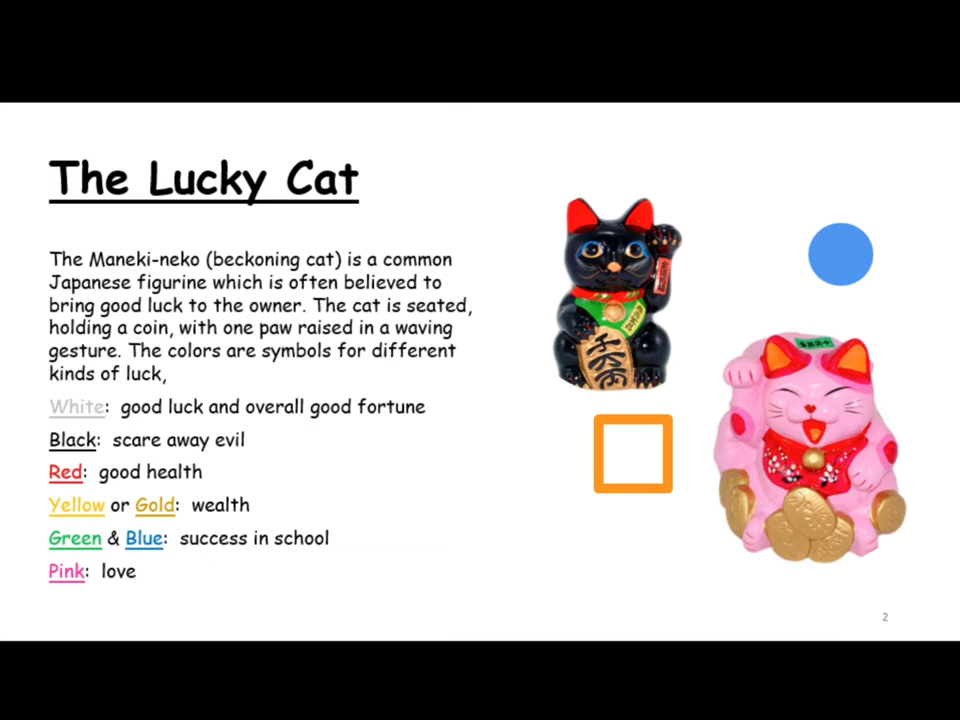 The Lucky Cat
The Maneki-neko (beckoning cat) is a common
Japanese figurine which is often believed to
bring good luck to the owner. The cat is seated,
holding a coin, with one paw raised in a waving
gesture. The colors are symbols for different
kinds of luck,
White: good luck and overall good fortune
Black: scare away evil
Red: good health
Yellow or Gold: wealth
Green & Blue: success in school
Pink: love
千万両
2